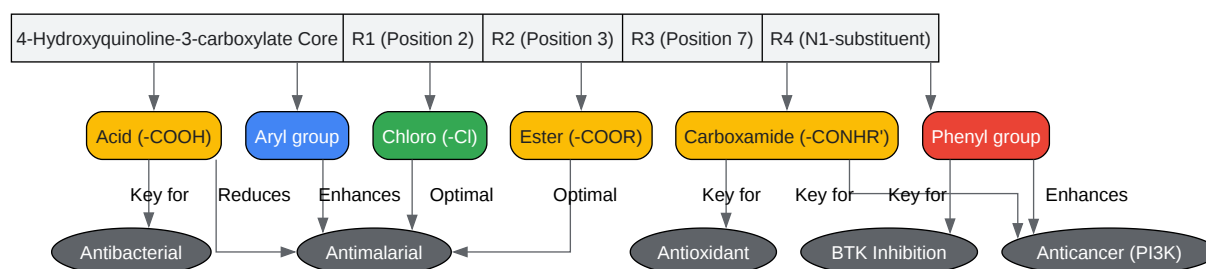 4-Hydroxyquinoline-3-carboxylate Core R1 (Position 2) R2 (Position 3) R3 (Position 7) R4 (N1-substituent)
Acid (-COOH) Aryl group Chloro (-Cl) Ester (-COOR) Carboxamide (-CONHR') Phenyl group
Key for Reduces Enhances Optimal Optimal Key for Key for Key for Enhances
Antibacterial Antimalarial Antioxidant BTK Inhibition Anticancer (PI3K)